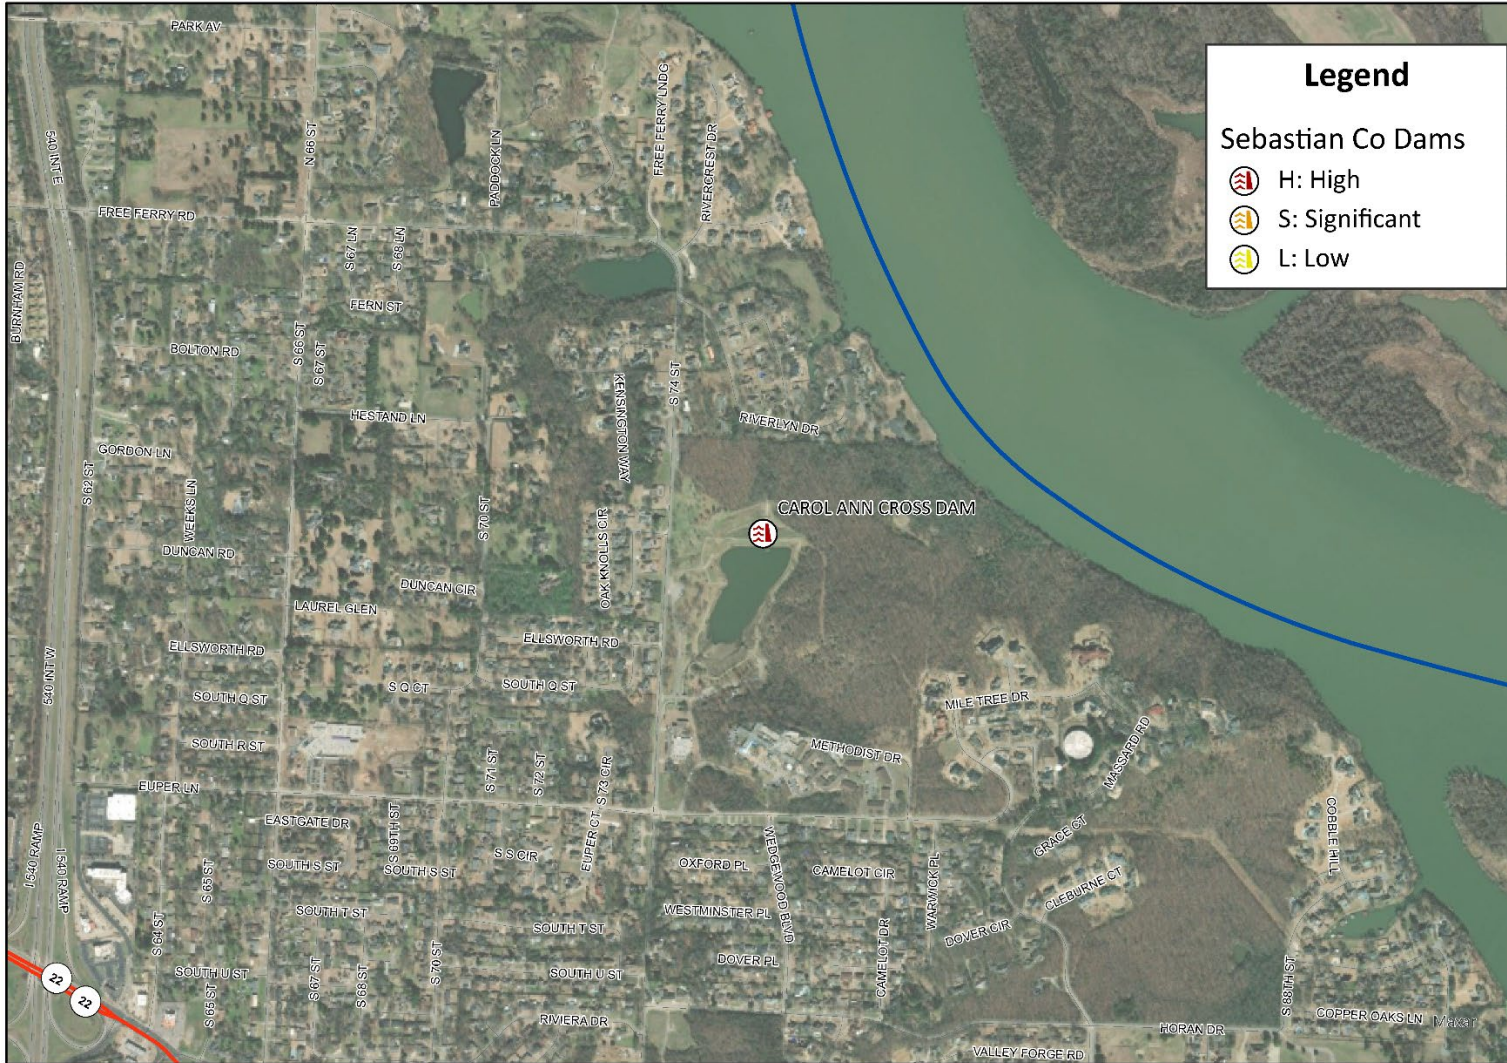 PARK AV
Legend
Sebastian Co Dams
H: High
S: Significant
L: Low
540 INT E
N 66 ST
PADDOCK LN
FREE FERRY LNDG
RIVERCREST DR
FREE FERRY RD
S 67 LN
S 68 LN
BURNHAM RD
FERN ST
BOLTON RD
S 66 ST
S 67 ST
KENSINGTON WAY
S 74 ST
HESTAND LN
RIVERLYN DR
GORDON LN
S 62 ST
WEEKS LN
S 70 ST
CAROL ANN CROSS DAM
OAK KNOLLS CIR
DUNCAN RD
DUNCAN CIR
LAUREL GLEN
ELLSWORTH RD
ELLSWORTH RD
540 INT W
SOUTH Q ST
S Q CT
SOUTH Q ST
MILE TREE DR
SOUTH R ST
METHODIST DR
MASSARD RD
S 71 ST
S 72 ST
S 73 CIR
EUPER LN
EASTGATE DR
S 69TH ST
EUPER CT
COBBLE HILL
GRACE CT
I 540 RAMP
I 540 RAMP
S 65 ST
SOUTH S ST
S
SOUTH S ST
S S CIR
OXFORD PL
WEDGEWOOD BLVD
CAMELOT CIR
WARWICK PL
CLEBURNE CT
S 64 ST
SOUTH T ST
SOUTH T ST
WESTMINSTER PL
CAMELOT DR
DOVER CIR
SOUTH U ST
S 67 ST
S 68 ST
S 70 ST
SOUTH U ST
DOVER PL
S 88TH ST
22
22
S 65 ST
RIVIERA DR
HORAN DR
COPPER OAKS LN
Maxar
VALLEY FORGE RD